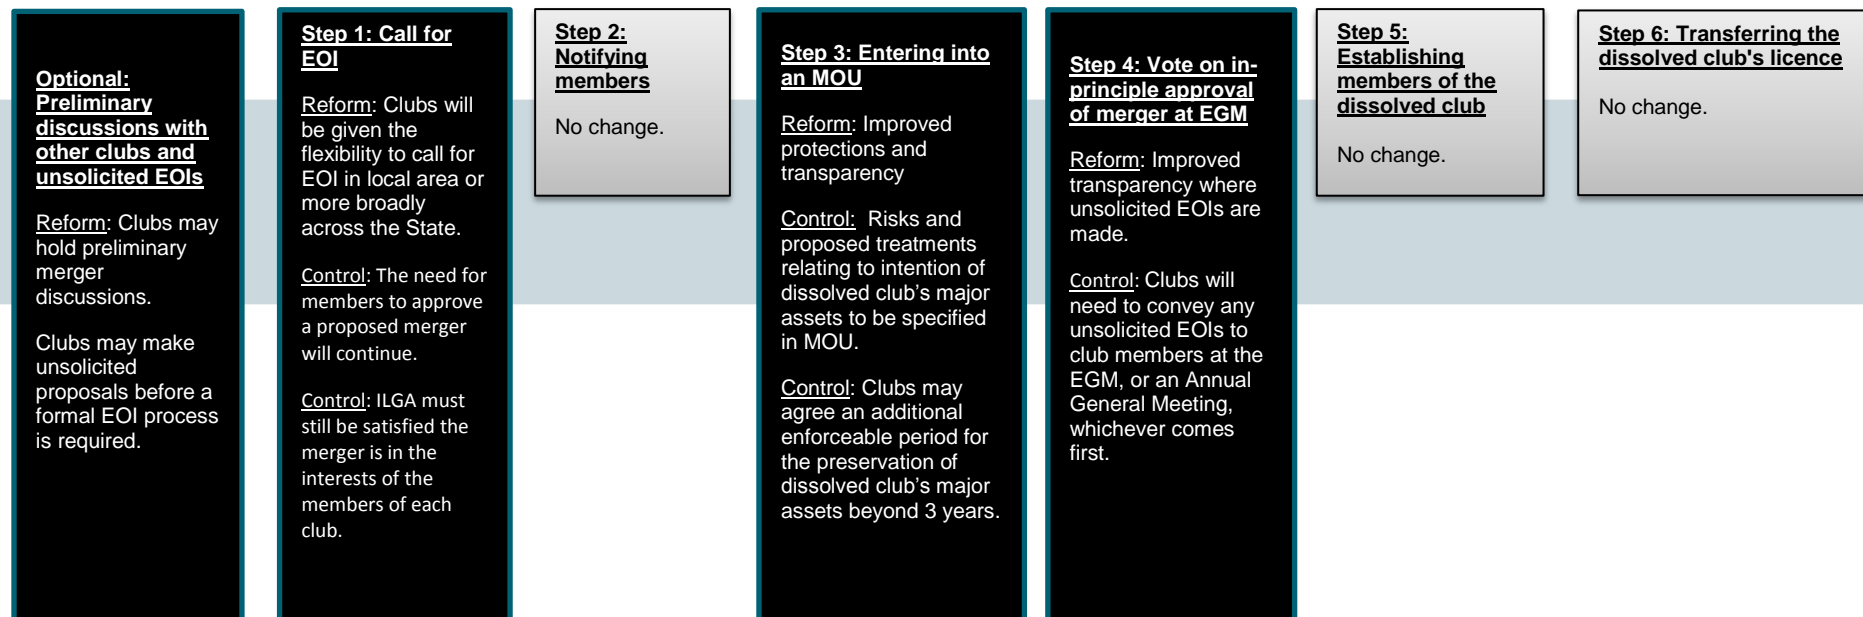 Optional:
Preliminary
discussions with
other clubs and
unsolicited EOIs
Reform: Clubs may
hold preliminary
merger
discussions.
Clubs may make
unsolicited
proposals before a
formal EOI process
is required.
Step 1: Call for
EOI
Reform: Clubs will
be given the
flexibility to call for
EOI in local area or
more broadly
across the State.
Control: The need for
members to approve
a proposed merger
will continue.
Control: ILGA must
still be satisfied the
merger is in the
interests of the
members of each
club.
Step 2:
Notifying
members
No change.
Step 3: Entering into
an MOU
Reform: Improved
protections and
transparency
Control:  Risks and
proposed treatments
relating to intention of
dissolved club’s major
assets to be specified
in MOU.
Control: Clubs may
agree an additional
enforceable period for
the preservation of
dissolved club’s major
assets beyond 3 years.
Step 4: Vote on in-
principle approval
of merger at EGM
Reform: Improved
transparency where
unsolicited EOIs are
made.
Control: Clubs will
need to convey any
unsolicited EOIs to
club members at the
EGM, or an Annual
General Meeting,
whichever comes
first.
Step 5:
Establishing
members of the
dissolved club
No change.
Step 6: Transferring the
dissolved club's licence
No change.